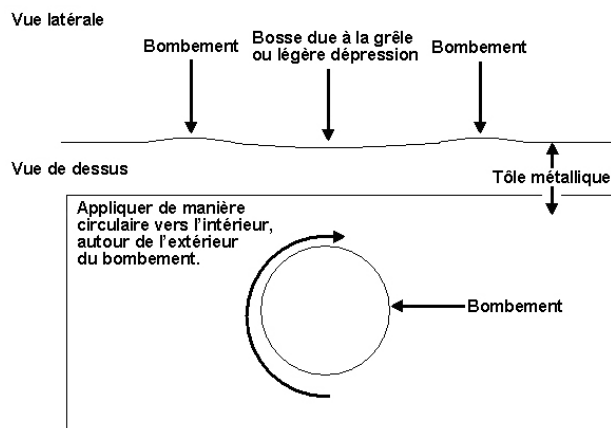 Vue latérale
Bombement
Bosse due à la grêle
ou légère dépression
Bombement
Vue de dessus
Tôle métallique
Appliquer de manière
circulaire vers l'intérieur,
autour de l'extérieur
du bombement.
Bombement